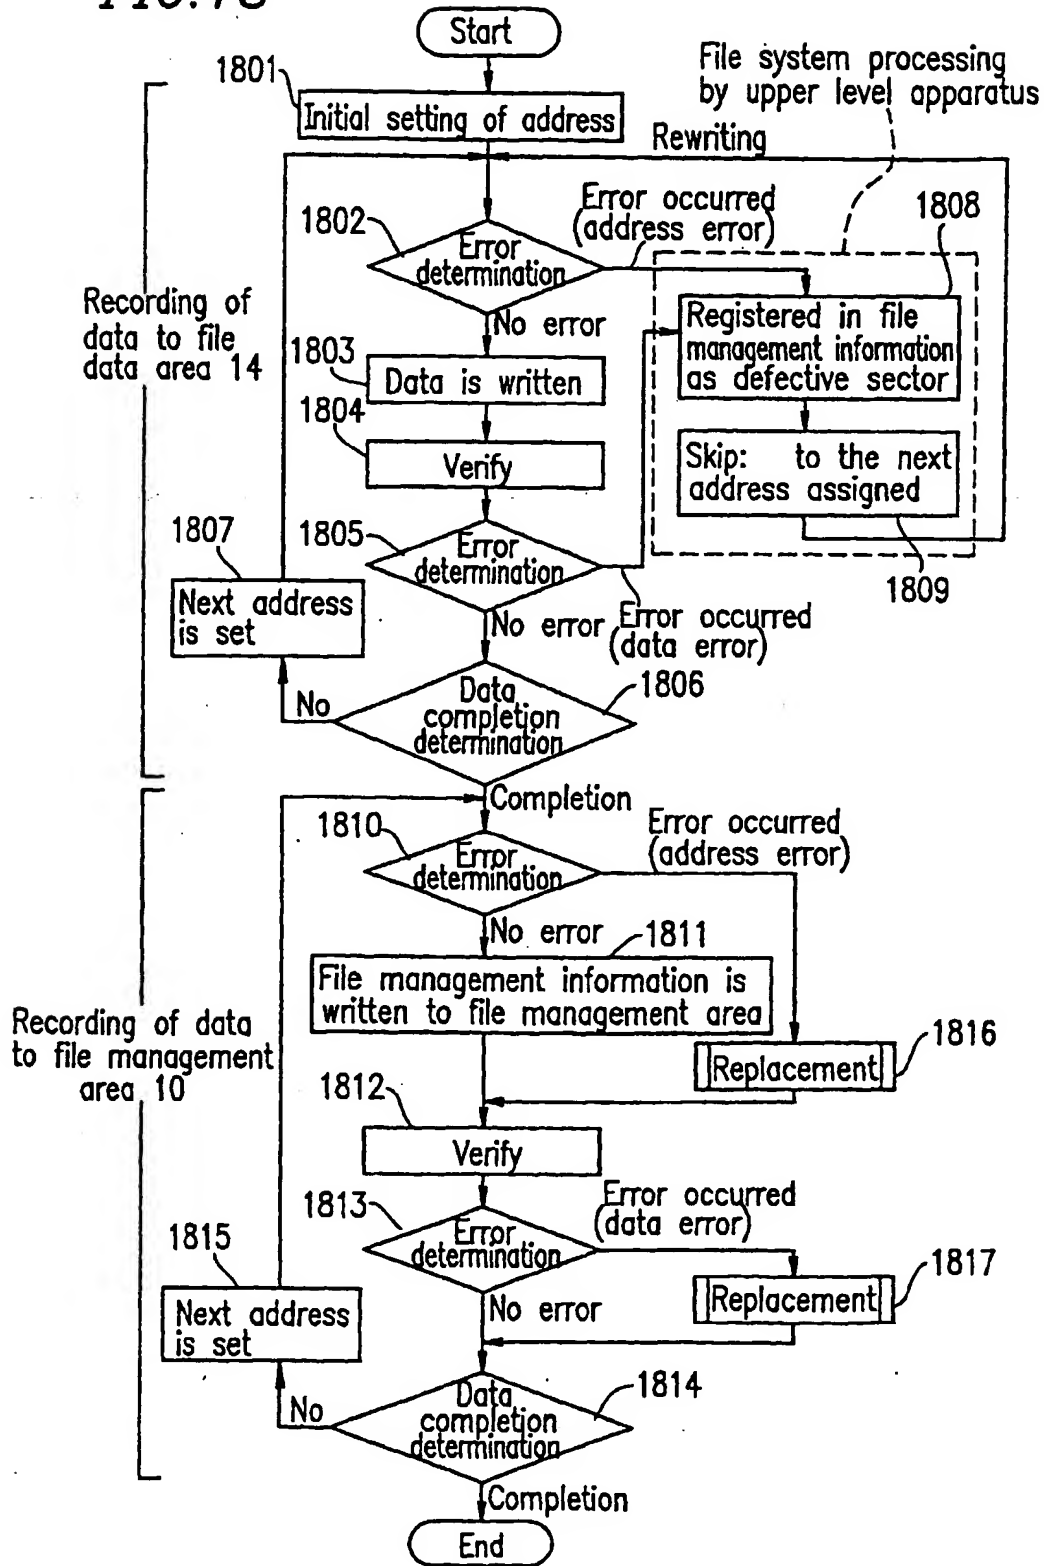 Start
1801
Initial setting of address
File system processing
by upper level apparatus
Rewriting
1802
Error
determination
Error occurred
(address error)
1808
No error
Registered in file
management information
as defective sector
Recording of
data to file
data area 14
1803
Data is written
1804
Verify
Skip: to the next
address assigned
1809
1807
Next address
is set
1805
Error
determination
No error
Error occurred
(data error)
1806
Data
completion
determination
No
Completion
1810
Error
determination
Error occurred
(address error)
No error
1811
File management information is
written to file management area
Recording of data
to file management
area 10
1816
Replacement
1812
Verify
1813
Error
determination
Error occurred
(data error)
1817
Replacement
1815
Next address
is set
No error
1814
Data
completion
determination
No
Completion
End